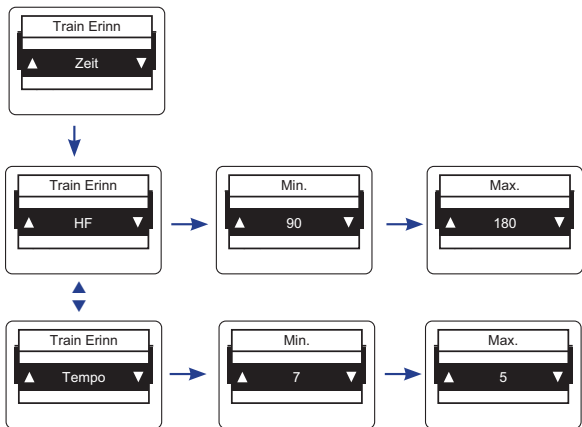 Train Erinn
Zeit
Train Erinn
HF
Min.
90
Max.
180
Train Erinn
Tempo
Min.
7
Max.
5